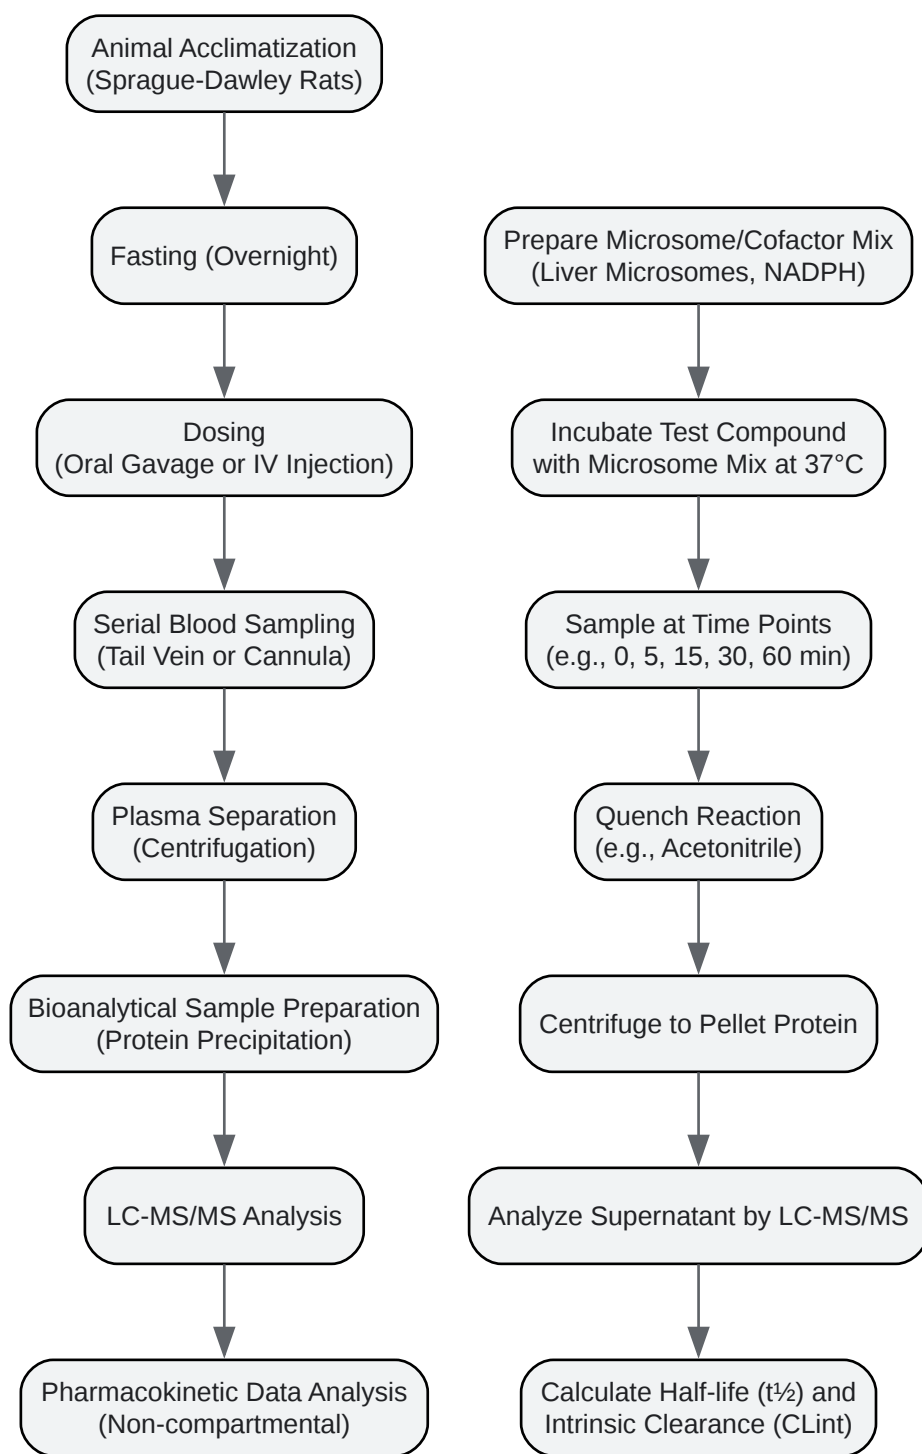 Animal Acclimatization
(Sprague-Dawley Rats)
Fasting (Overnight)
Dosing
(Oral Gavage or IV Injection)
Serial Blood Sampling
(Tail Vein or Cannula)
Plasma Separation
(Centrifugation)
Bioanalytical Sample Preparation
(Protein Precipitation)
LC-MS/MS Analysis
Pharmacokinetic Data Analysis
(Non-compartmental)
Prepare Microsome/Cofactor Mix
(Liver Microsomes, NADPH)
Incubate Test Compound
with Microsome Mix at 37°C
Sample at Time Points
(e.g., 0, 5, 15, 30, 60 min)
Quench Reaction
(e.g., Acetonitrile)
Centrifuge to Pellet Protein
Analyze Supernatant by LC-MS/MS
Calculate Half-life (t½) and
Intrinsic Clearance (CLint)